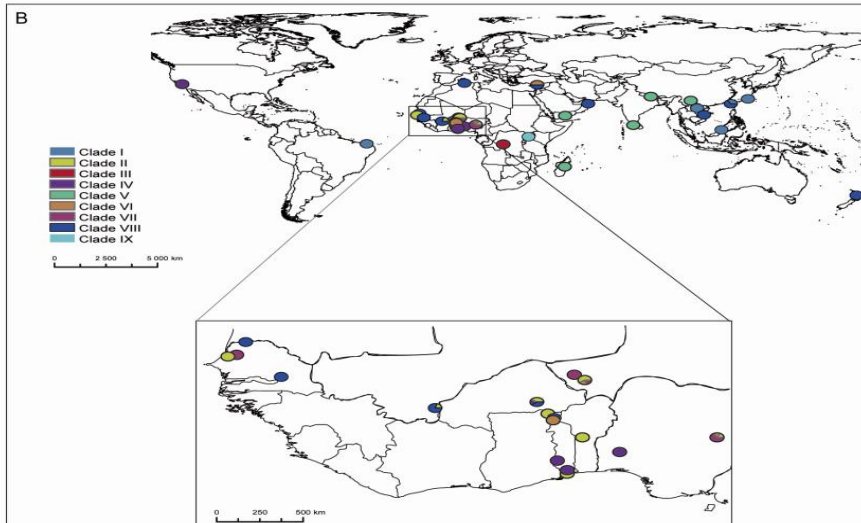 B
Clade I
Clade II
Clade III
Clade IV
Clade V
Clade VI
Clade VII
Clade VIII
Clade IX
0 2 500 5 000 km
0 250 500 km